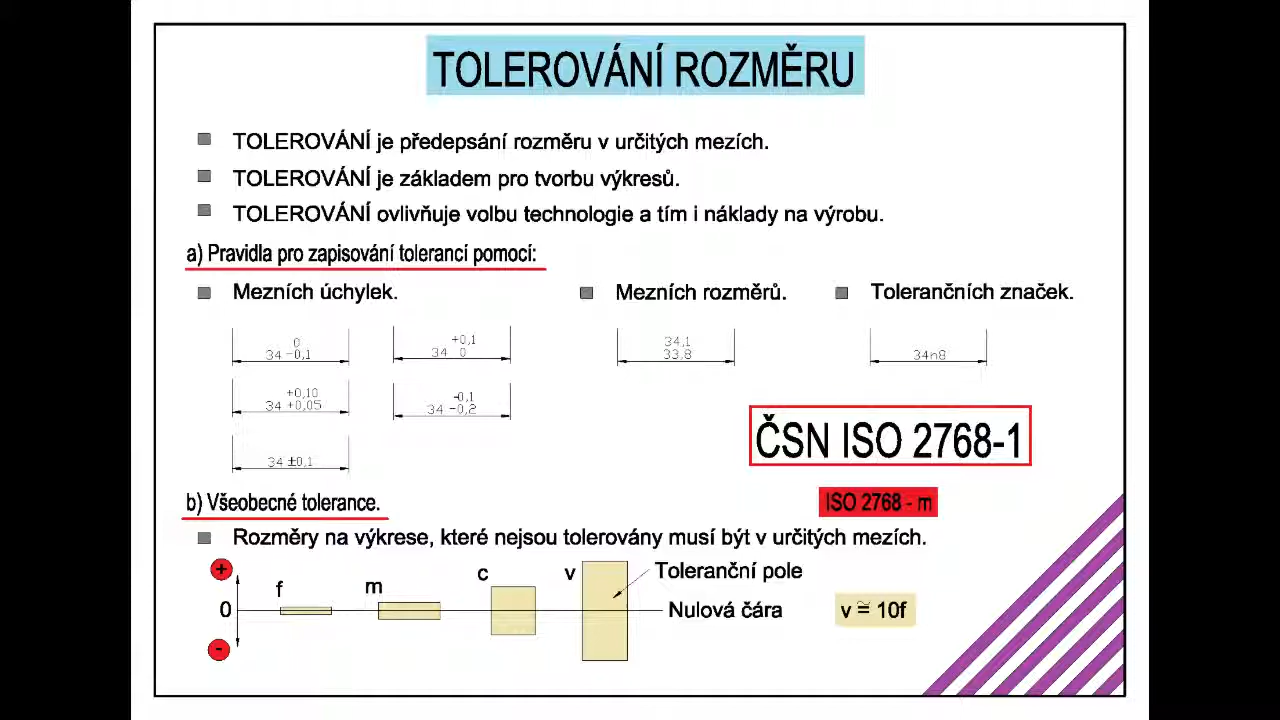 TOLEROVÁNÍ ROZMĚRU
TOLEROVÁNÍ je předepsání rozměru v určitých mezích.
TOLEROVÁNÍ je základem pro tvorbu výkresů.
TOLEROVÁNÍ ovlivňuje volbu technologie a tím i náklady na výrobu.
a) Pravidla pro zapisování tolerancí pomocí:
Mezních úchylek.
Mezních rozměrů.
Tolerančních značek.
0
34 -0,1
+0,1
34 0
34,1
33,8
34h8
+0,10
34 +0,05
-0,1
34 -0,2
34 ±0,1
ČSN ISO 2768-1
b) Všeobecné tolerance.
ISO 2768 - m
Rozměry na výkrese, které nejsou tolerovány musí být v určitých mezích.
+
f
m
c
v
Toleranční pole
0
Nulová čára
v ≅ 10f
-